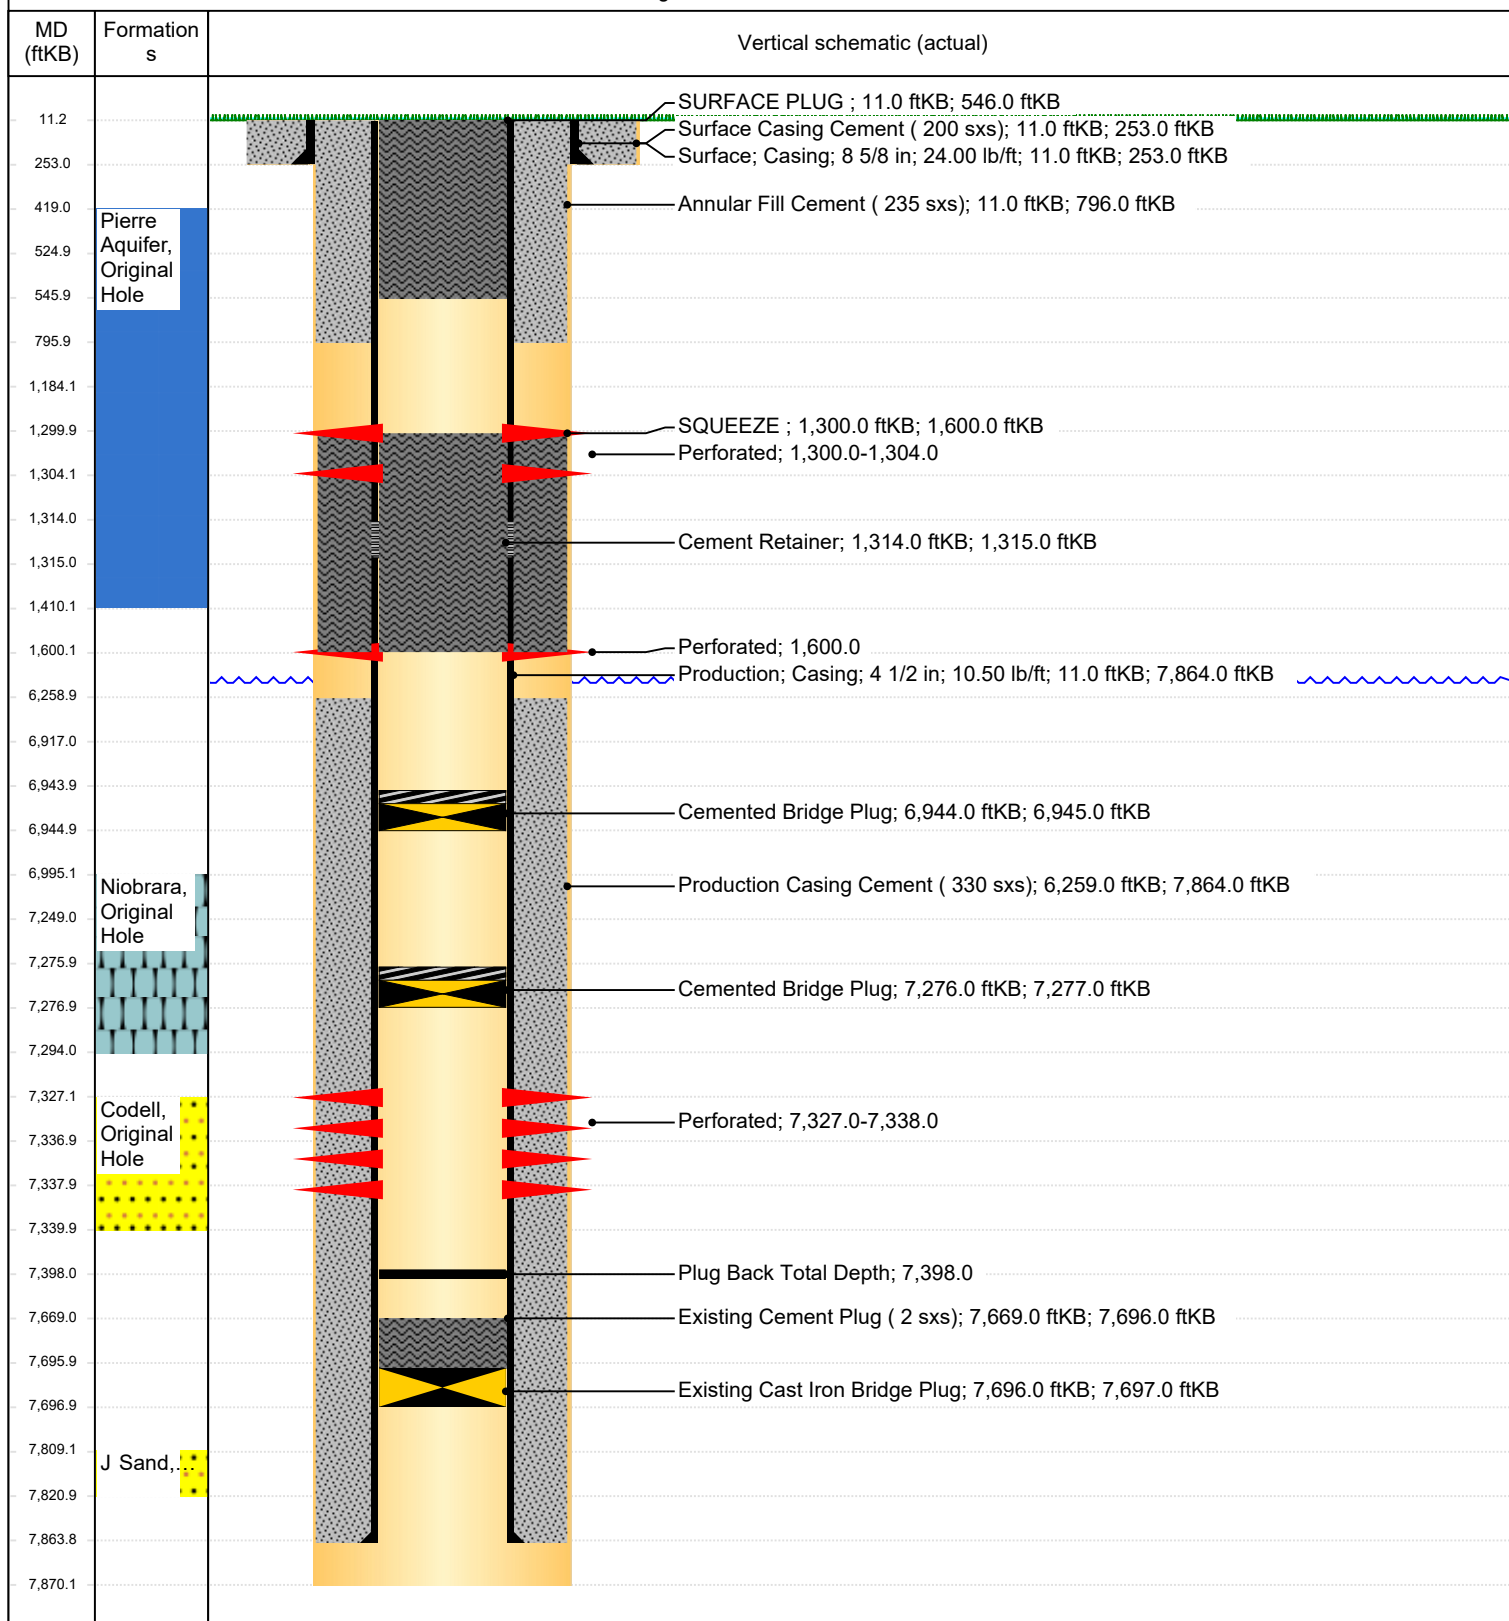 MD
(ftKB)
Formation
s
Vertical schematic (actual)
11.2
253.0
419.0
524.9
545.9
795.9
1,184.1
1,299.9
1,304.1
1,314.0
1,315.0
1,410.1
1,600.1
6,258.9
6,917.0
6,943.9
6,944.9
6,995.1
7,249.0
7,275.9
7,276.9
7,294.0
7,327.1
7,336.9
7,337.9
7,339.9
7,398.0
7,669.0
7,695.9
7,696.9
7,809.1
7,820.9
7,863.8
7,870.1
Pierre
Aquifer,
Original
Hole
Niobrara,
Original
Hole
Codell,
Original
Hole
J Sand,...
SURFACE PLUG ; 11.0 ftKB; 546.0 ftKB
Surface Casing Cement ( 200 sxs); 11.0 ftKB; 253.0 ftKB
Surface; Casing; 8 5/8 in; 24.00 lb/ft; 11.0 ftKB; 253.0 ftKB
Annular Fill Cement ( 235 sxs); 11.0 ftKB; 796.0 ftKB
SQUEEZE ; 1,300.0 ftKB; 1,600.0 ftKB
Perforated; 1,300.0-1,304.0
Cement Retainer; 1,314.0 ftKB; 1,315.0 ftKB
Perforated; 1,600.0
Production; Casing; 4 1/2 in; 10.50 lb/ft; 11.0 ftKB; 7,864.0 ftKB
Cemented Bridge Plug; 6,944.0 ftKB; 6,945.0 ftKB
Production Casing Cement ( 330 sxs); 6,259.0 ftKB; 7,864.0 ftKB
Cemented Bridge Plug; 7,276.0 ftKB; 7,277.0 ftKB
Perforated; 7,327.0-7,338.0
Plug Back Total Depth; 7,398.0
Existing Cement Plug ( 2 sxs); 7,669.0 ftKB; 7,696.0 ftKB
Existing Cast Iron Bridge Plug; 7,696.0 ftKB; 7,697.0 ftKB